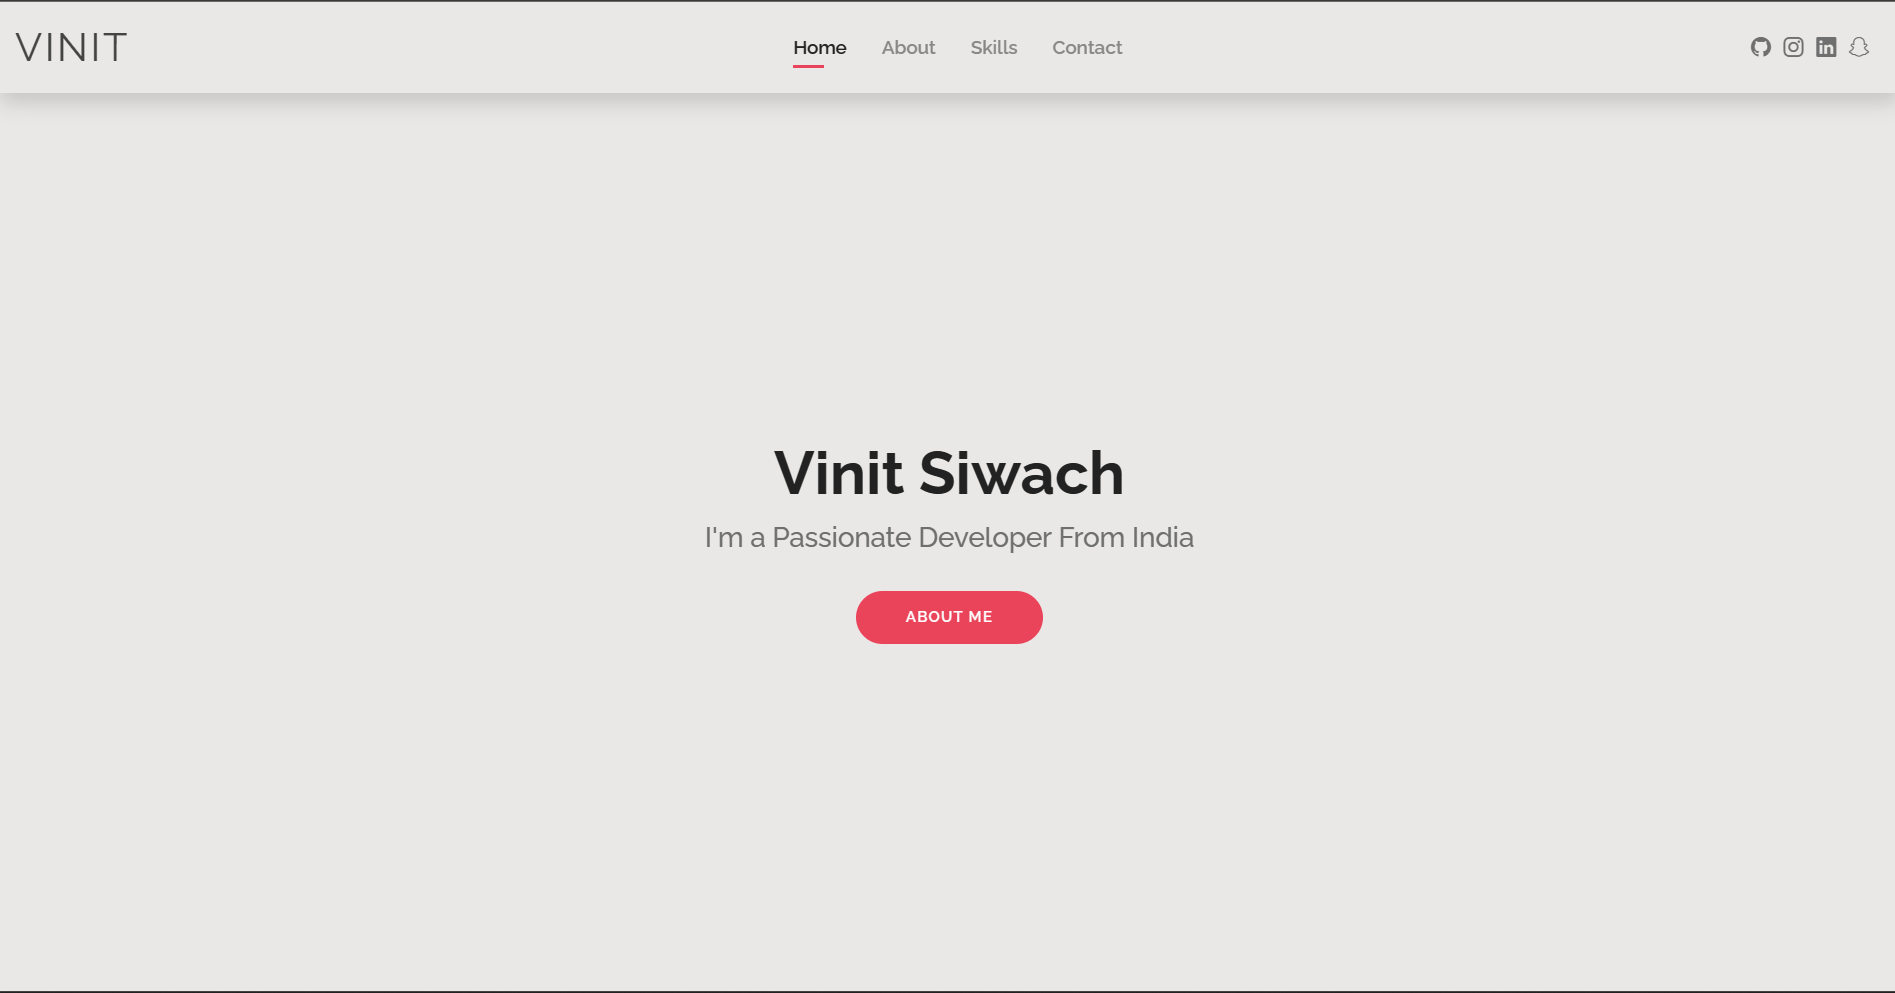 VINIT
Home About Skills Contact
Vinit Siwach
I'm a Passionate Developer From India
ABOUT ME